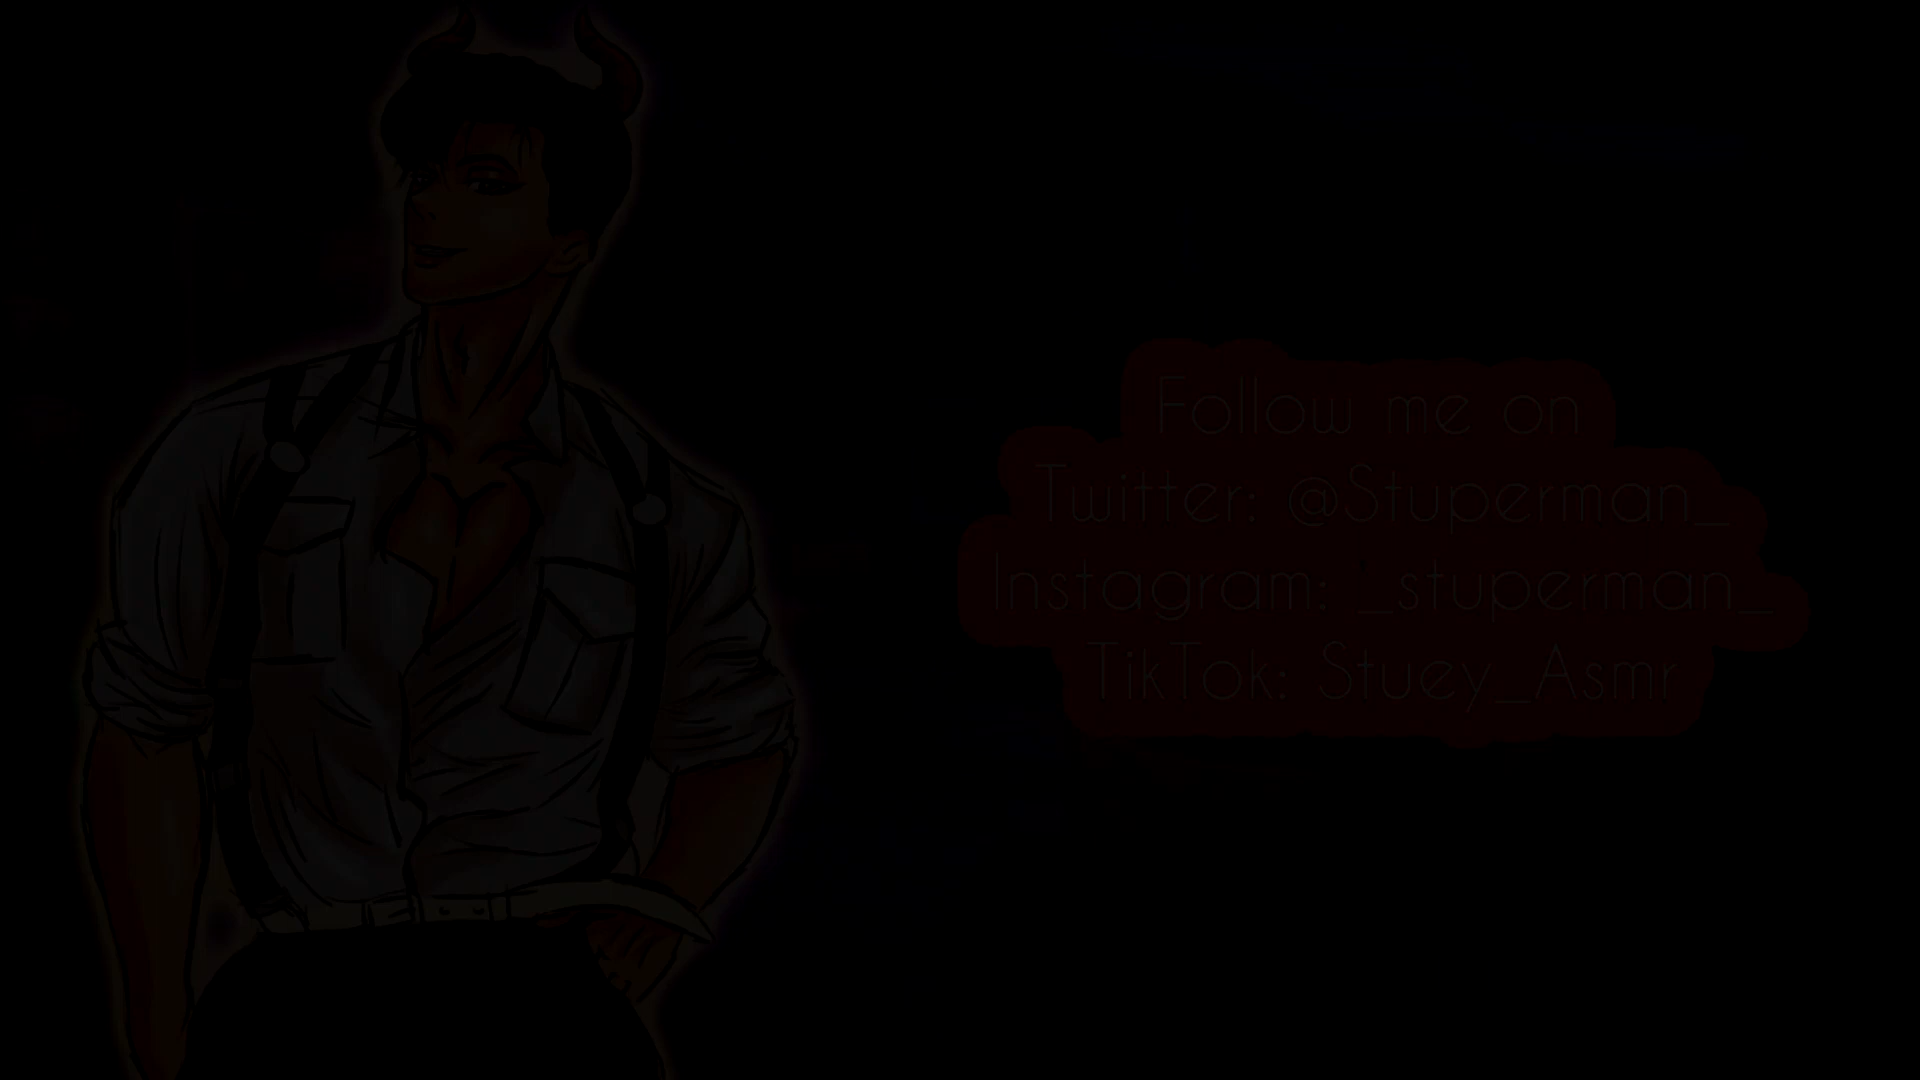 Follow me on
Twitter: @Stuperman_
Instagram: _stuperman_
TikTok: Stuey_Asmr